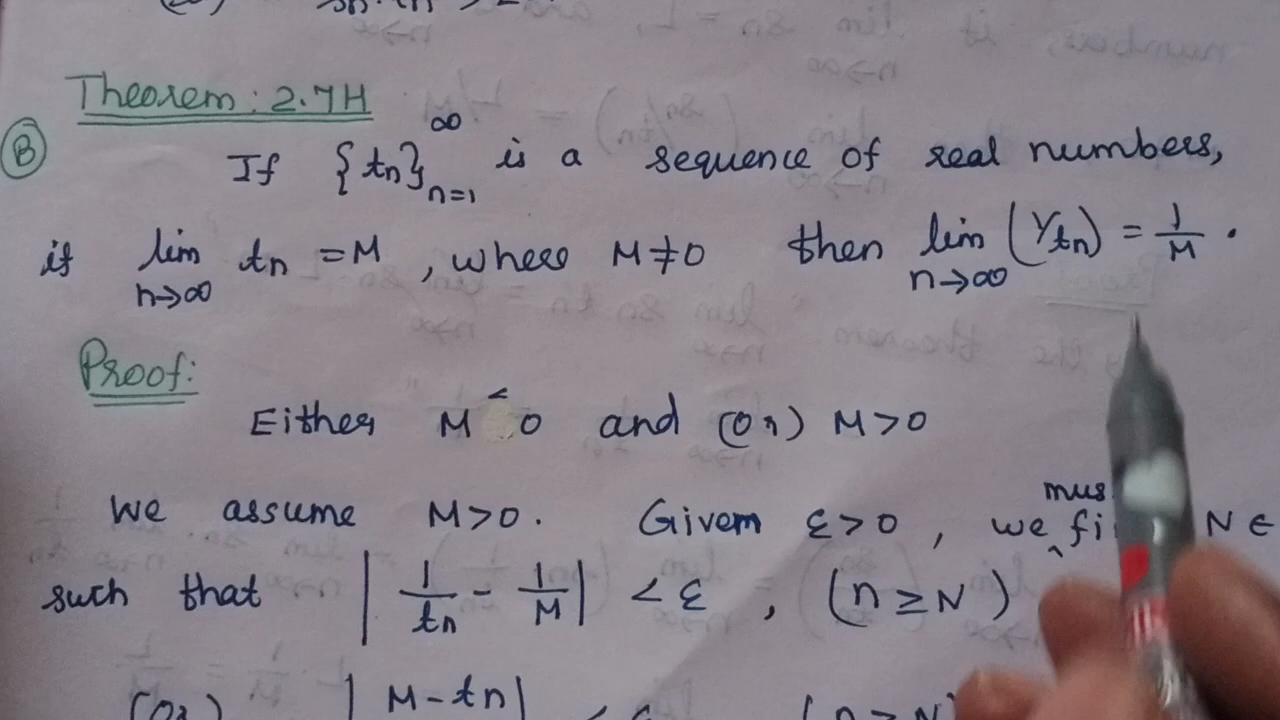 Theorem: 2.7H
(B)
If {tn}∞n=1 is a sequence of real numbers,
if lim n→∞ tn = M, where M≠0 then lim n→∞ (1/tn) = 1/M.
Proof:
Either M < 0 and (Or) M>0
We assume M>0. Given ε>0, we N ∈
such that |1/tn - 1/M| < ε, (n ≥ N)
(Or) |M-tn|